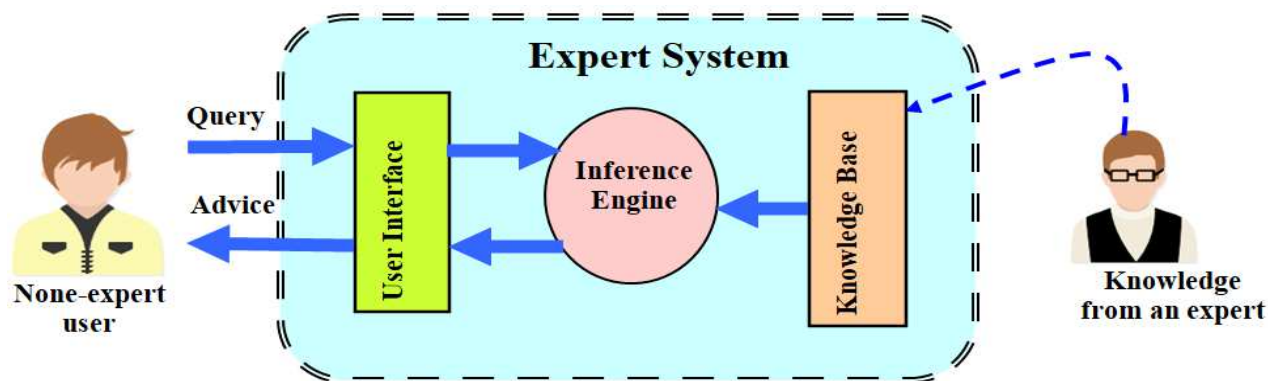 Expert System
Query
Advice
None-expert
user
User Interface
Inference
Engine
Knowledge Base
Knowledge
from an expert